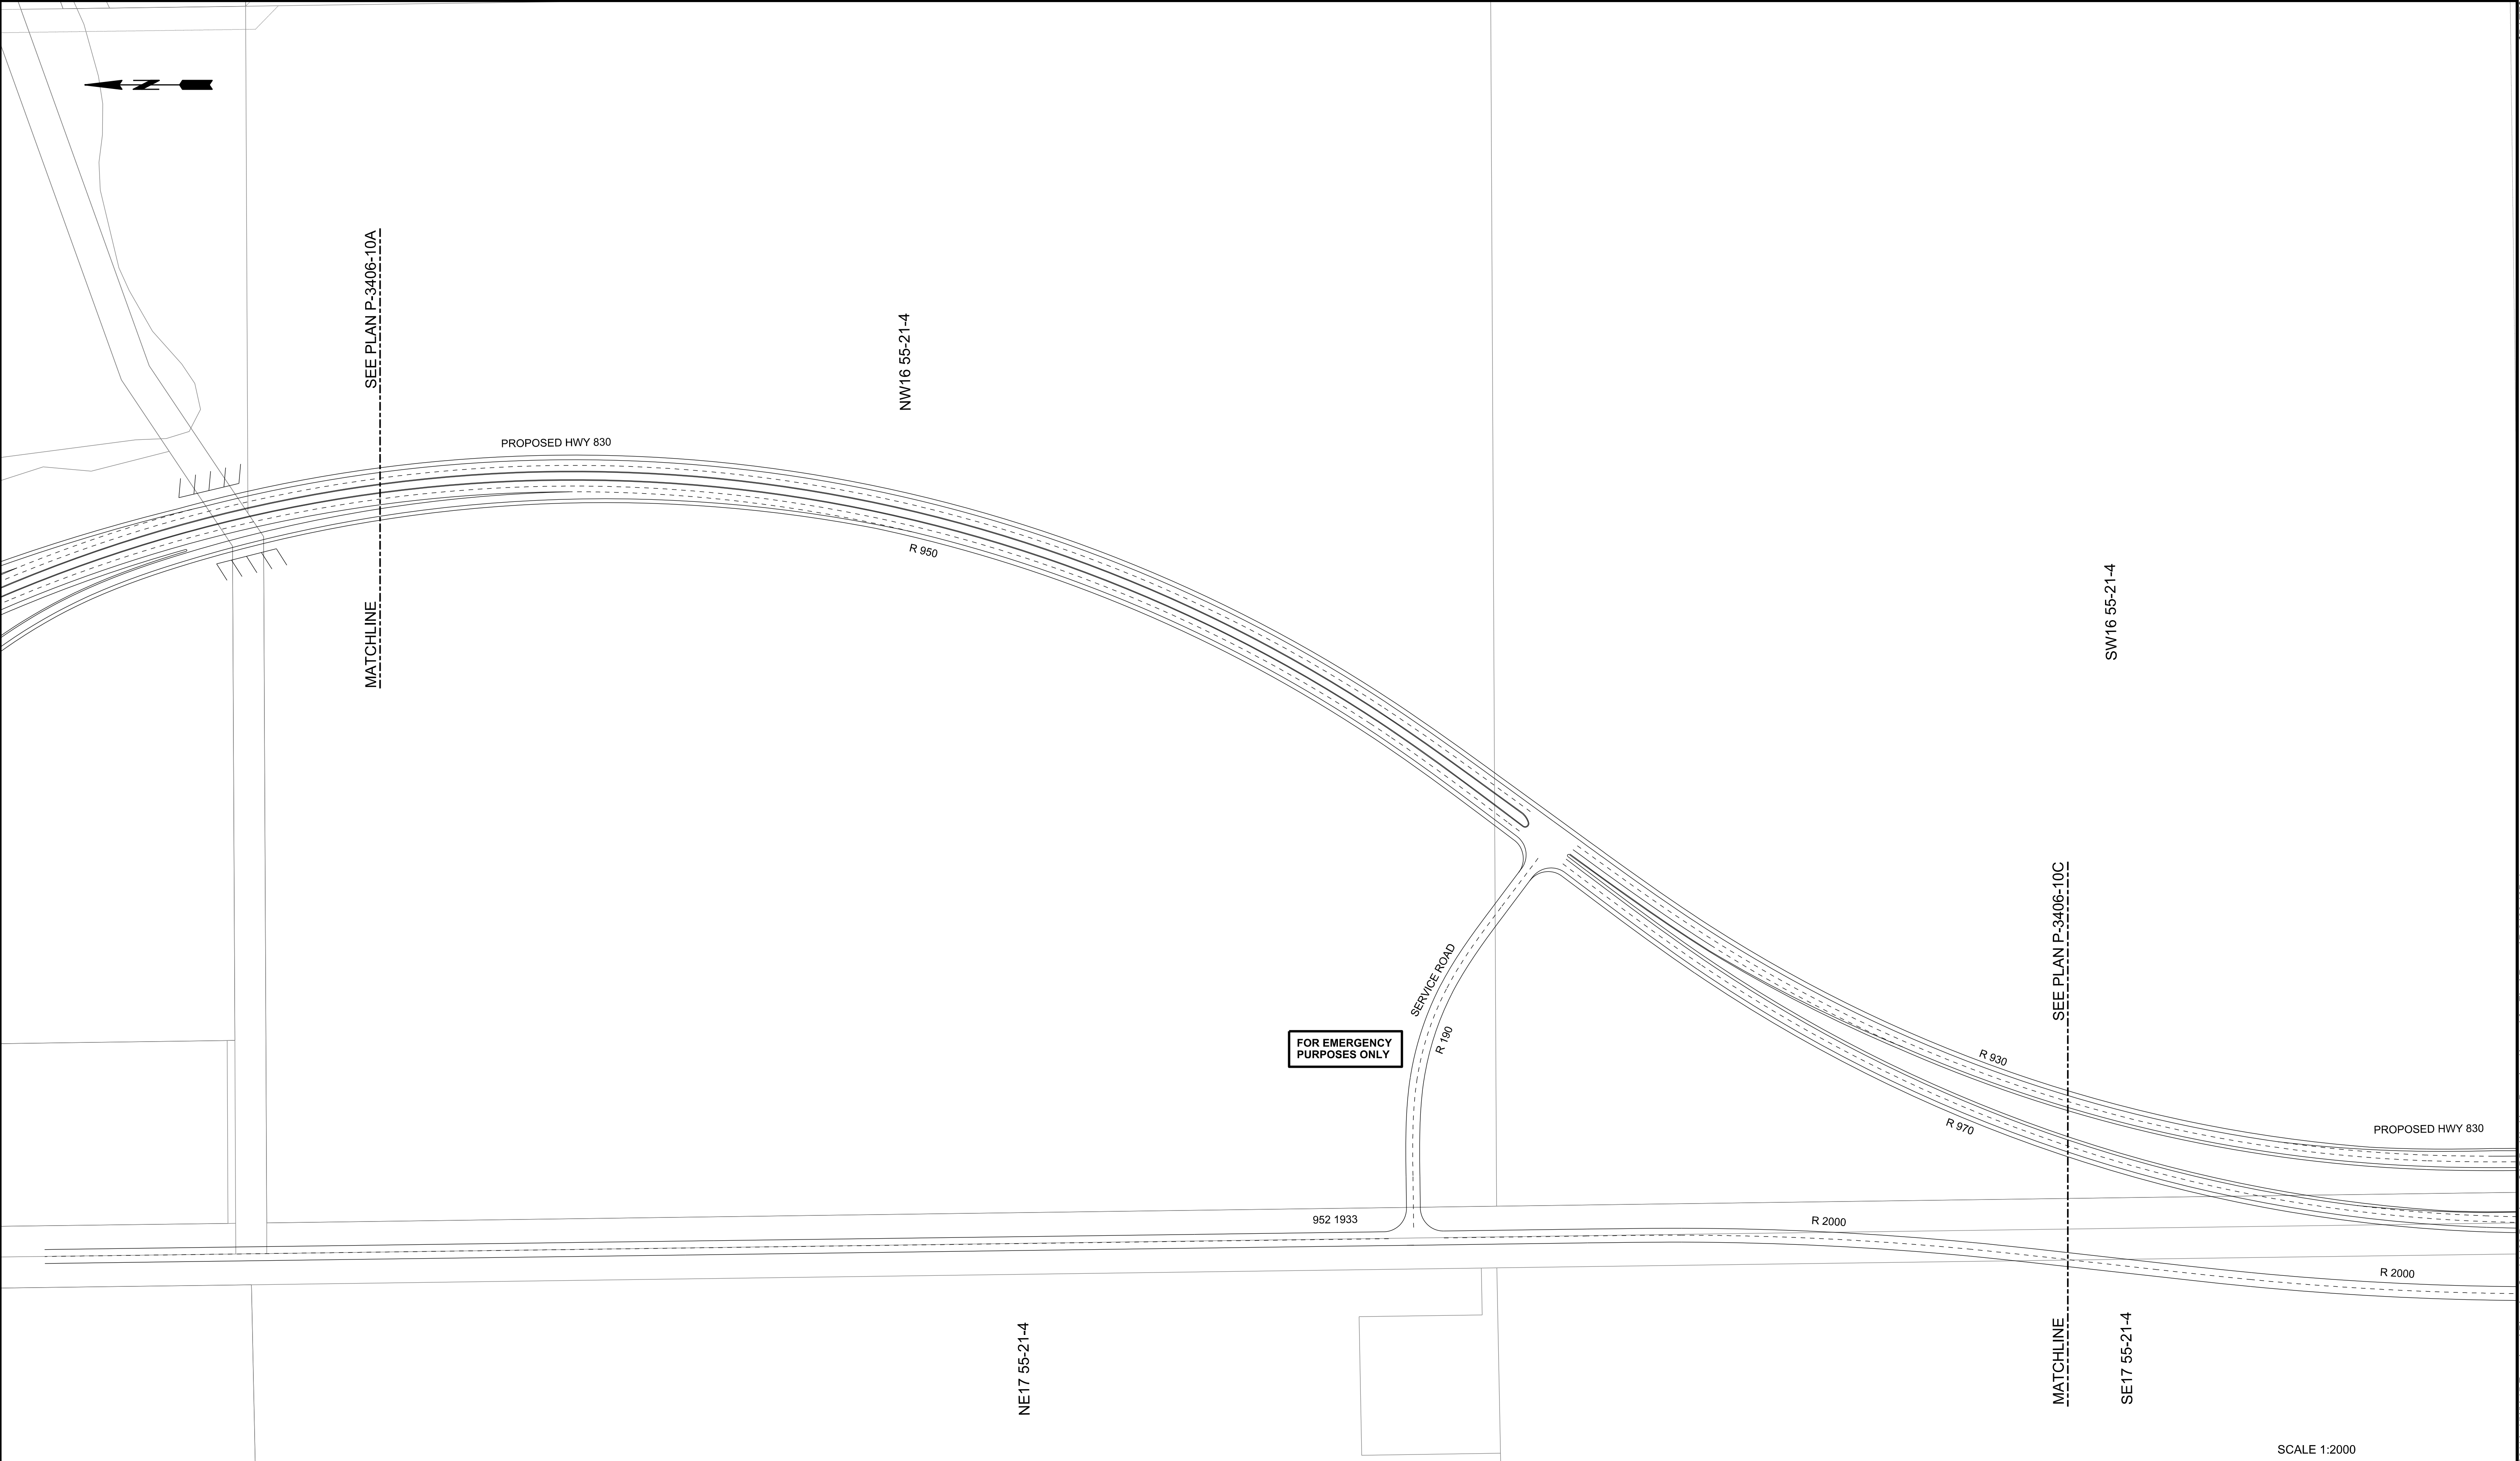 N
SEE PLAN P-3406-10A
MATCHLINE
PROPOSED HWY 830
NW16 55-21-4
R 950
SW16 55-21-4
SERVICE ROAD
R 190
FOR EMERGENCY
PURPOSES ONLY
SEE PLAN P-3406-10C
MATCHLINE
R 930
R 970
PROPOSED HWY 830
952 1933
R 2000
R 2000
NE17 55-21-4
SE17 55-21-4
SCALE 1:2000